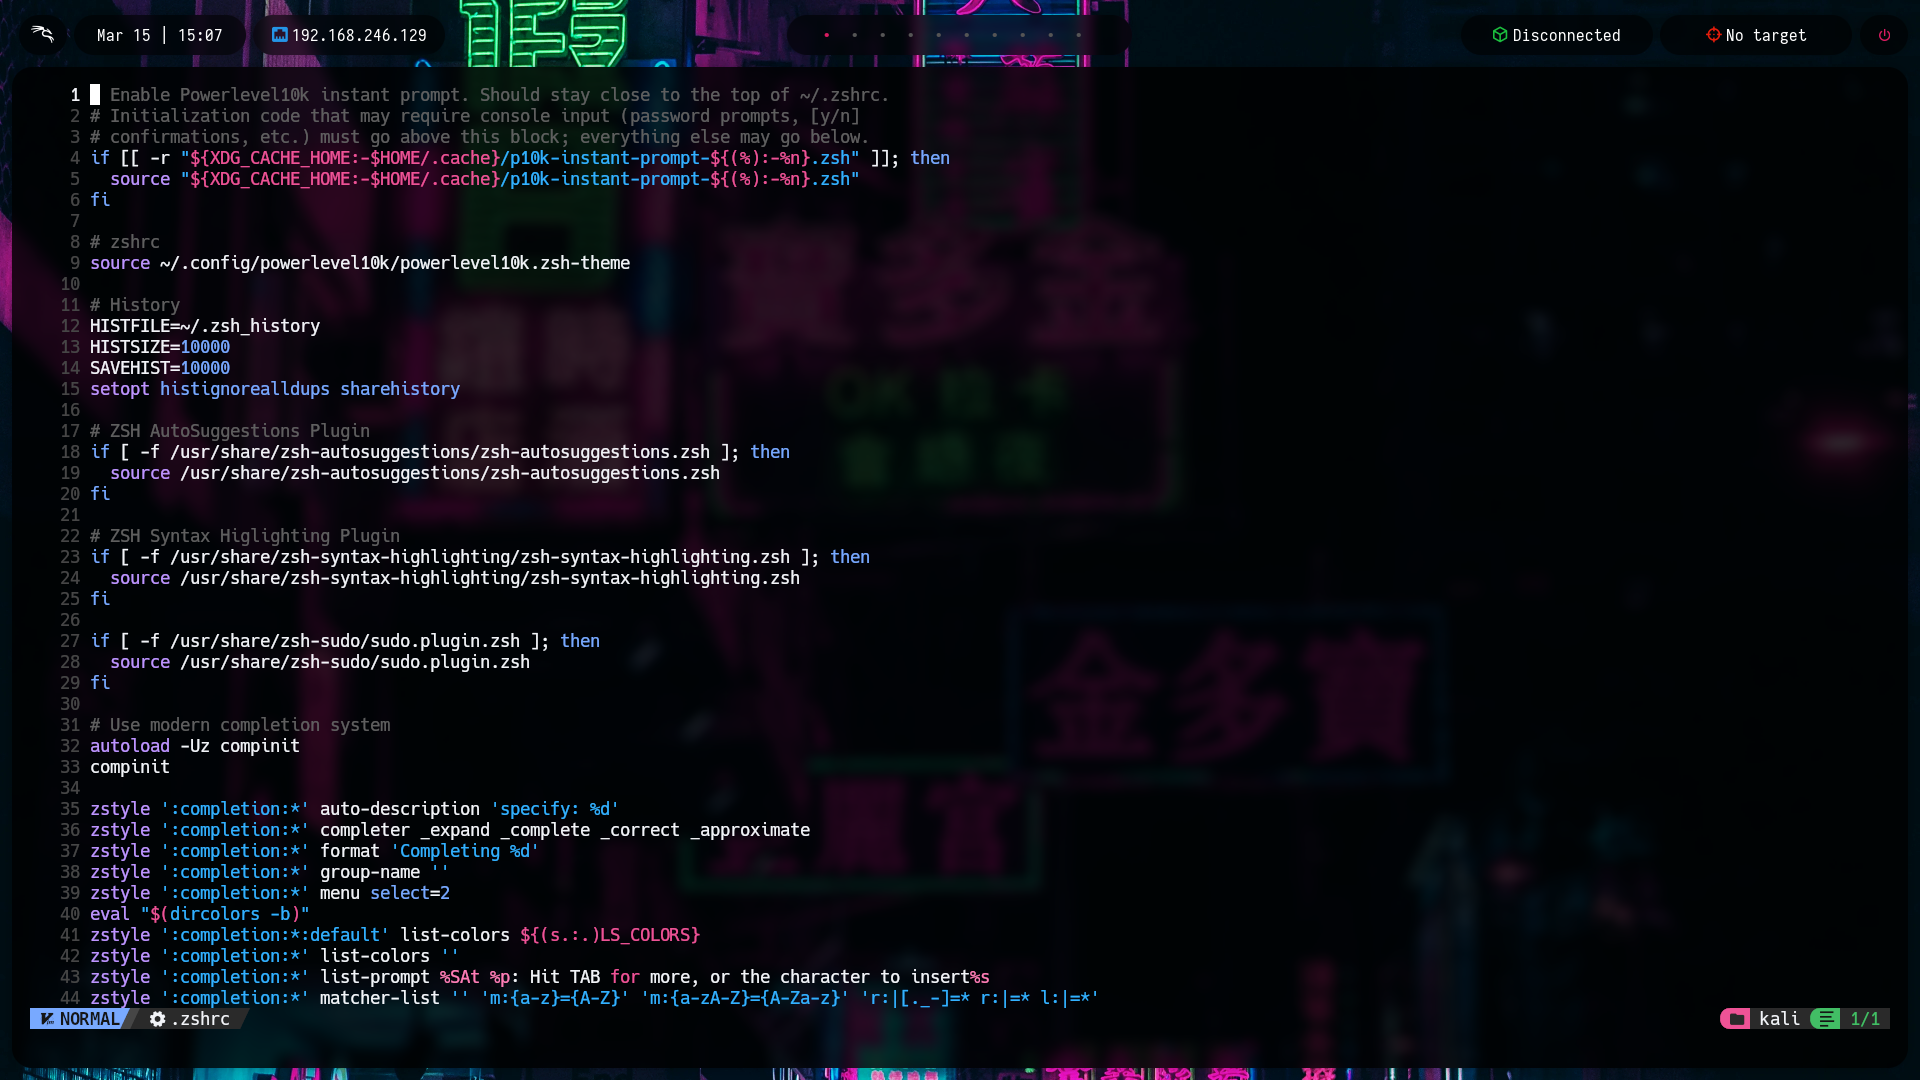 Mar 15 | 15:07
192.168.246.129
Disconnected
No target
1 Enable Powerlevel10k instant prompt. Should stay close to the top of ~/.zshrc.
2 # Initialization code that may require console input (password prompts, [y/n]
3 # confirmations, etc.) must go above this block; everything else may go below.
4 if [[ -r "${XDG_CACHE_HOME:-$HOME/.cache}/p10k-instant-prompt-${(%):-%n}.zsh" ]]; then
5   source "${XDG_CACHE_HOME:-$HOME/.cache}/p10k-instant-prompt-${(%):-%n}.zsh"
6 fi
7
8 # zshrc
9 source ~/.config/powerlevel10k/powerlevel10k.zsh-theme
10
11 # History
12 HISTFILE=~/.zsh_history
13 HISTSIZE=10000
14 SAVEHIST=10000
15 setopt histignorealldups sharehistory
16
17 # ZSH AutoSuggestions Plugin
18 if [ -f /usr/share/zsh-autosuggestions/zsh-autosuggestions.zsh ]; then
19   source /usr/share/zsh-autosuggestions/zsh-autosuggestions.zsh
20 fi
21
22 # ZSH Syntax Higlighting Plugin
23 if [ -f /usr/share/zsh-syntax-highlighting/zsh-syntax-highlighting.zsh ]; then
24   source /usr/share/zsh-syntax-highlighting/zsh-syntax-highlighting.zsh
25 fi
26
27 if [ -f /usr/share/zsh-sudo/sudo.plugin.zsh ]; then
28   source /usr/share/zsh-sudo/sudo.plugin.zsh
29 fi
30
31 # Use modern completion system
32 autoload -Uz compinit
33 compinit
34
35 zstyle ':completion:*' auto-description 'specify: %d'
36 zstyle ':completion:*' completer _expand _complete _correct _approximate
37 zstyle ':completion:*' format 'Completing %d'
38 zstyle ':completion:*' group-name ''
39 zstyle ':completion:*' menu select=2
40 eval "$(dircolors -b)"
41 zstyle ':completion:*:default' list-colors ${(s.:.)LS_COLORS}
42 zstyle ':completion:*' list-colors ''
43 zstyle ':completion:*' list-prompt %SAt %p: Hit TAB for more, or the character to insert%s
44 zstyle ':completion:*' matcher-list '' 'm:{a-z}={A-Z}' 'm:{a-zA-Z}={A-Za-z}' 'r:|[._-]=* r:|=* l:|=*'
NORMAL .zshrc
kali 1/1
寶多金
金多寶